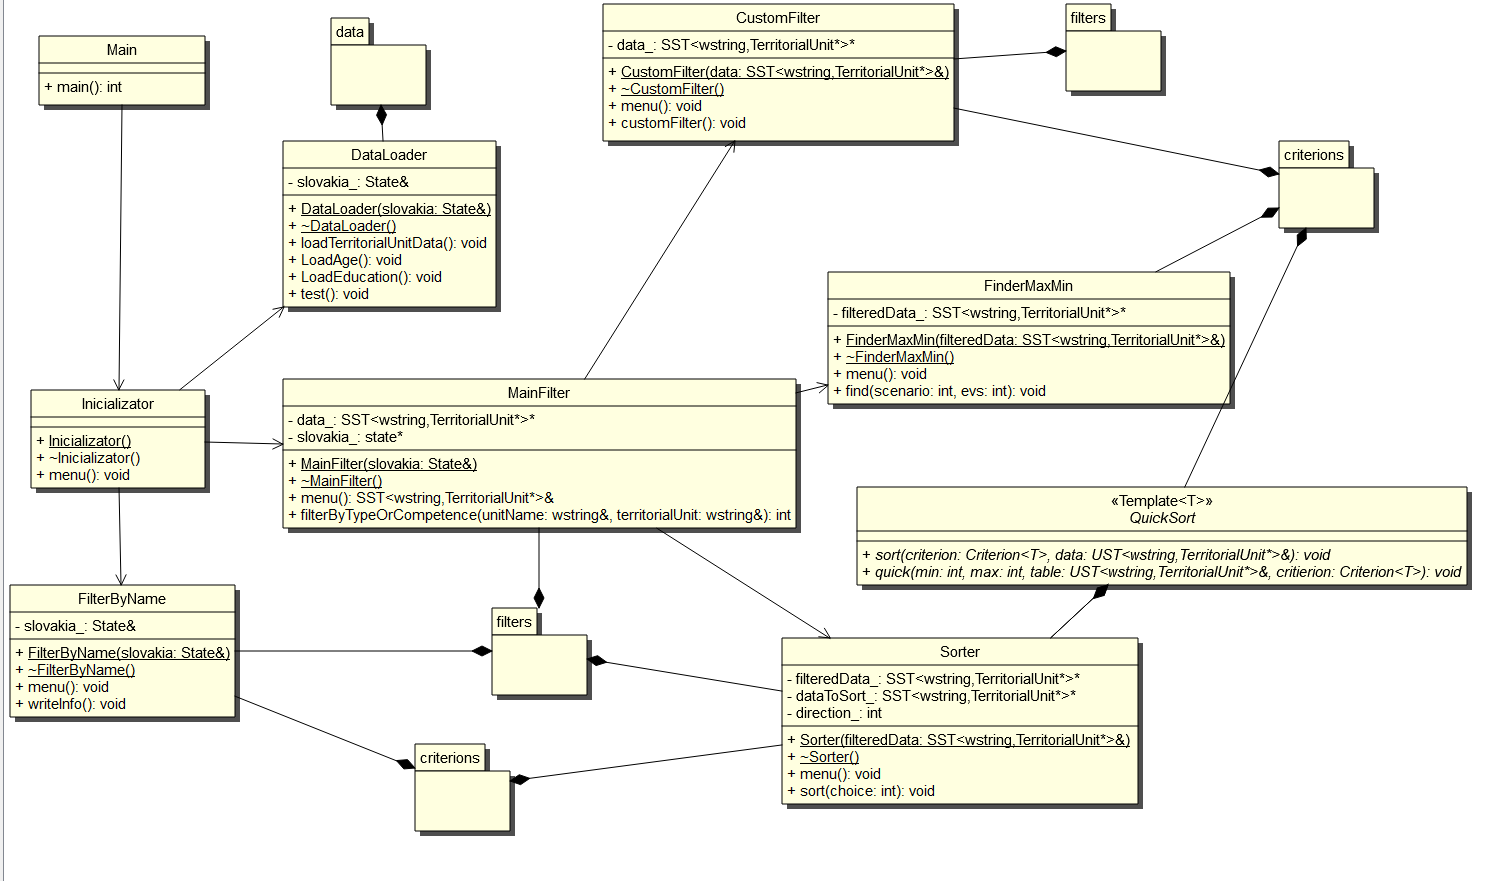 Main
+ main(): int
data
DataLoader
- slovakia_: State&
+ DataLoader(slovakia: State&)
+ ~DataLoader()
+ loadTerritorialUnitData(): void
+ LoadAge(): void
+ LoadEducation(): void
+ test(): void
CustomFilter
- data_: SST<wstring,TerritorialUnit*>*
+ CustomFilter(data: SST<wstring,TerritorialUnit*>&)
+ ~CustomFilter()
+ menu(): void
+ customFilter(): void
filters
criterions
FinderMaxMin
- filteredData_: SST<wstring,TerritorialUnit*>*
+ FinderMaxMin(filteredData: SST<wstring,TerritorialUnit*>&)
+ ~FinderMaxMin()
+ menu(): void
+ find(scenario: int, evs: int): void
Inicializator
+ Inicializator()
+ ~Inicializator()
+ menu(): void
MainFilter
- data_: SST<wstring,TerritorialUnit*>*
- slovakia_: state*
+ MainFilter(slovakia: State&)
+ ~MainFilter()
+ menu(): SST<wstring,TerritorialUnit*>&
+ filterByTypeOrCompetence(unitName: wstring&, territorialUnit: wstring&): int
«Template<T>»
QuickSort
+ sort(criterion: Criterion<T>, data: UST<wstring,TerritorialUnit*>&): void
+ quick(min: int, max: int, table: UST<wstring,TerritorialUnit*>&, critierion: Criterion<T>): void
FilterByName
- slovakia_: State&
+ FilterByName(slovakia: State&)
+ ~FilterByName()
+ menu(): void
+ writeInfo(): void
filters
Sorter
- filteredData_: SST<wstring,TerritorialUnit*>*
- dataToSort_: SST<wstring,TerritorialUnit*>*
- direction_: int
+ Sorter(filteredData: SST<wstring,TerritorialUnit*>&)
+ ~Sorter()
+ menu(): void
+ sort(choice: int): void
criterions